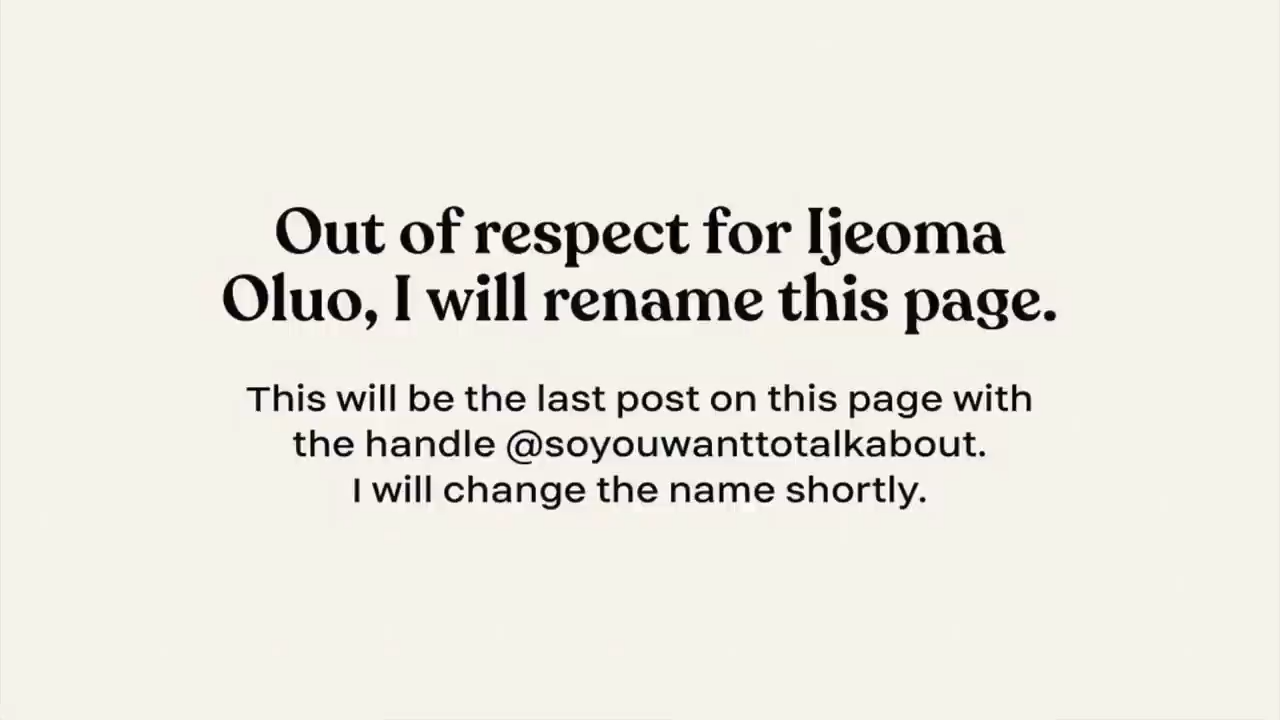 Out of respect for Ijeoma
Oluo, I will rename this page.
This will be the last post on this page with
the handle @soyouwanttotalkabout.
I will change the name shortly.